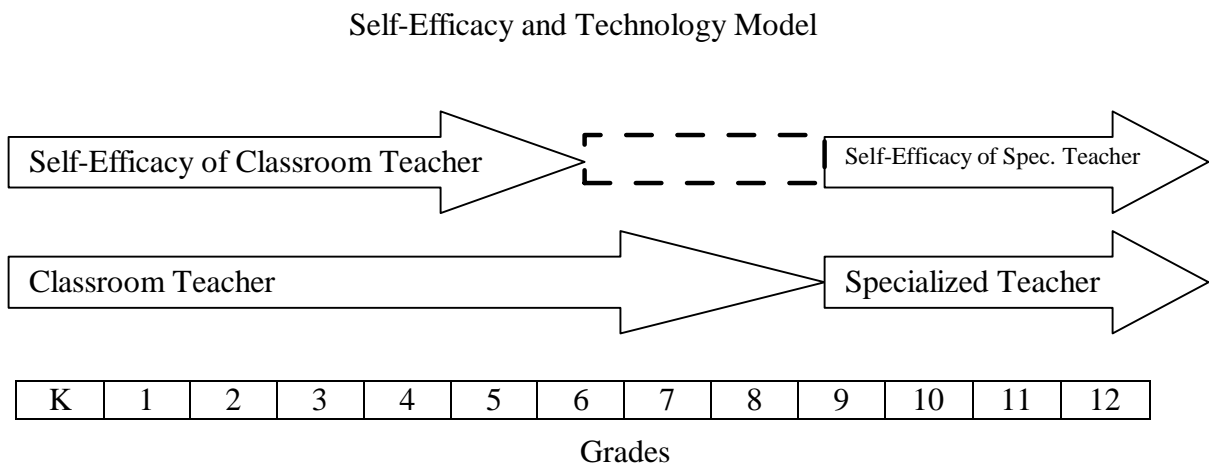 Self-Efficacy and Technology Model
Self-Efficacy of Classroom Teacher
Self-Efficacy of Spec. Teacher
Classroom Teacher
Specialized Teacher
K 1 2 3 4 5 6 7 8 9 10 11 12
Grades